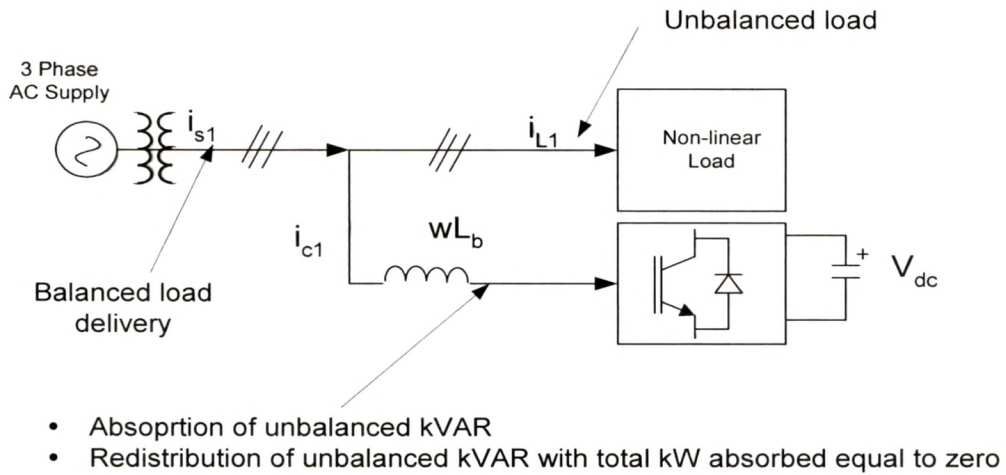 Unbalanced load
3 Phase
AC Supply
i_s1
i_L1
Non-linear
Load
i_c1
wL_b
+
V_dc
Balanced load
delivery
• Absoprtion of unbalanced kVAR
• Redistribution of unbalanced kVAR with total kW absorbed equal to zero